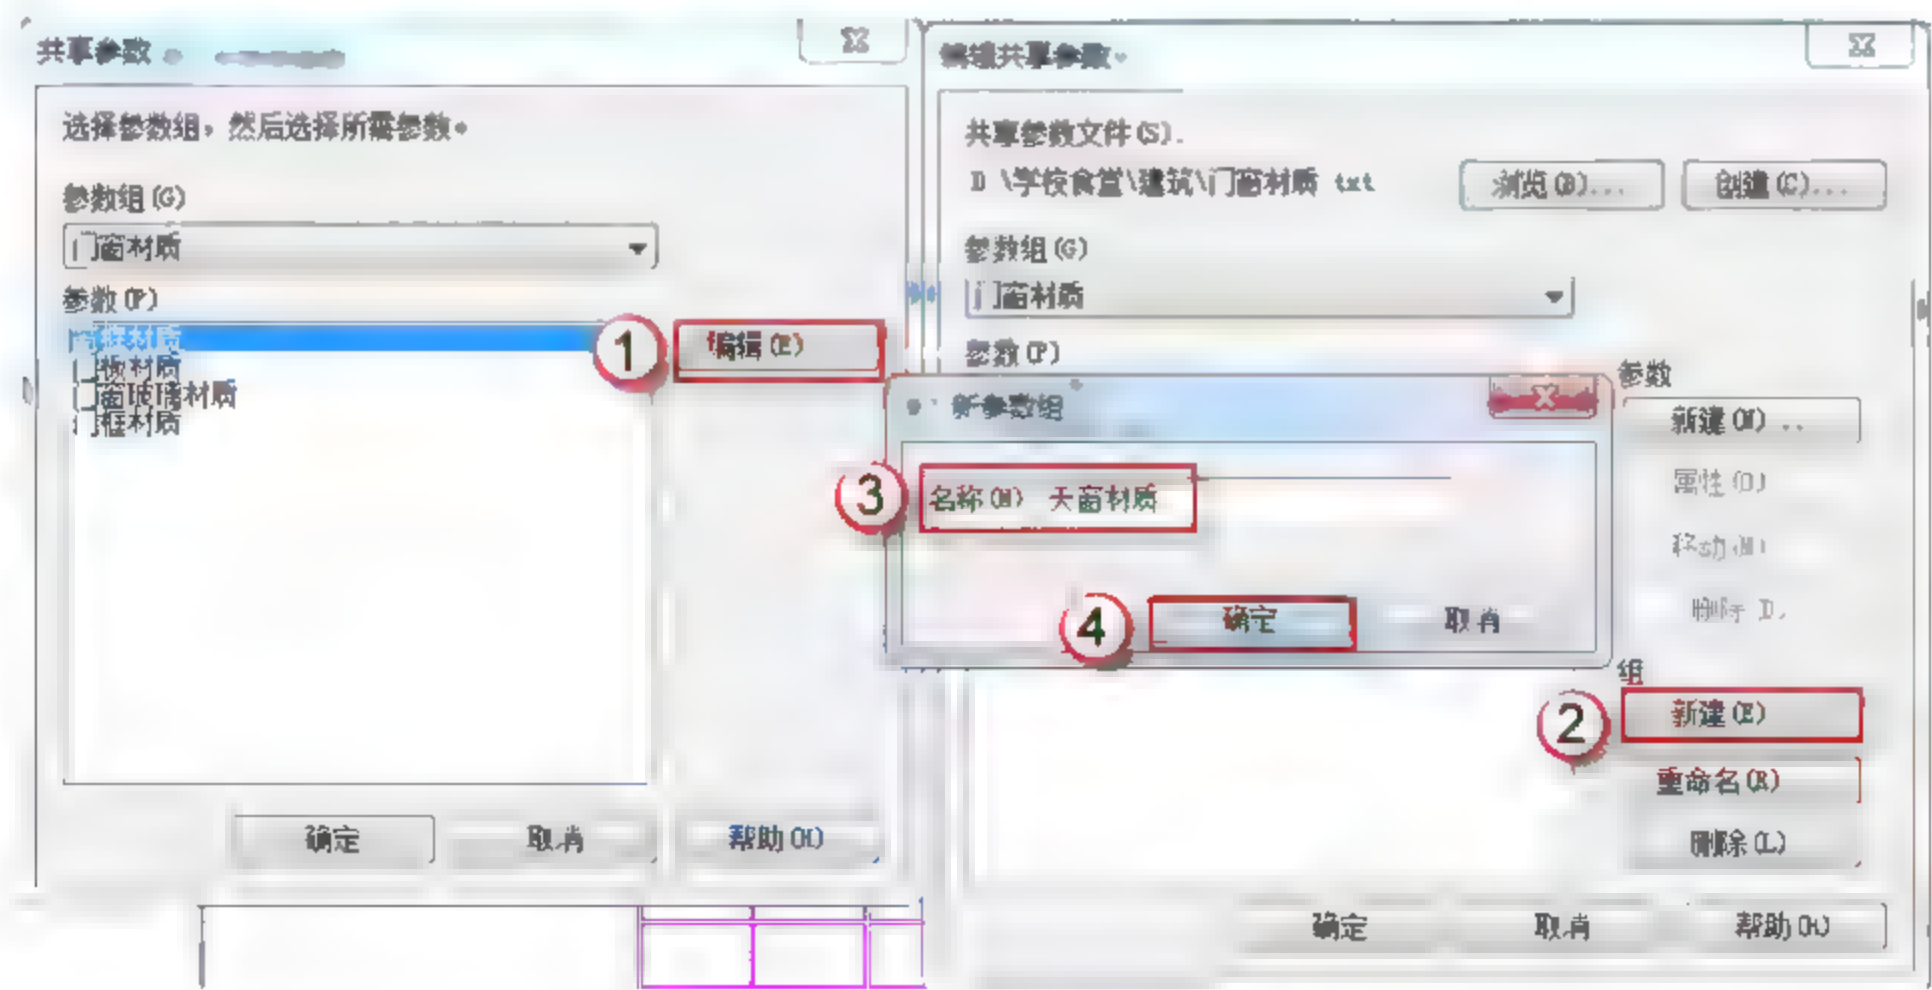 共享参数
选择参数组，然后选择所需参数。
参数组(G)
门窗材质
参数(P)
窗框材质
门板材质
门窗玻璃材质
门框材质
① 编辑(E)
确定 取消 帮助(H)
编辑共享参数
共享参数文件(S).
D \学校食堂\建筑\门窗材质 txt
浏览(B)... 创建(C)...
参数组(G)
门窗材质
参数(P)
参数
新建(N) ..
属性(O)
移动(M)
删除 D.
新参数组
③ 名称(N) 天窗材质
④ 确定 取消
组
② 新建(E)
重命名(R)
删除(L)
确定 取消 帮助(H)